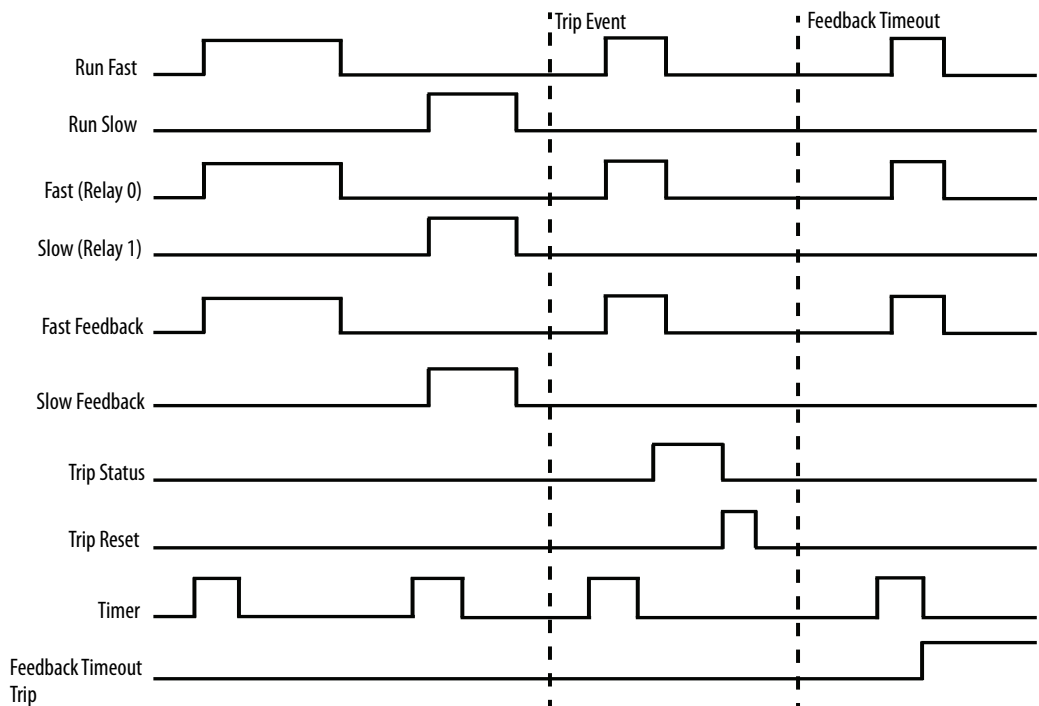 Trip Event
Feedback Timeout
Run Fast
Run Slow
Fast (Relay 0)
Slow (Relay 1)
Fast Feedback
Slow Feedback
Trip Status
Trip Reset
Timer
Feedback Timeout
Trip